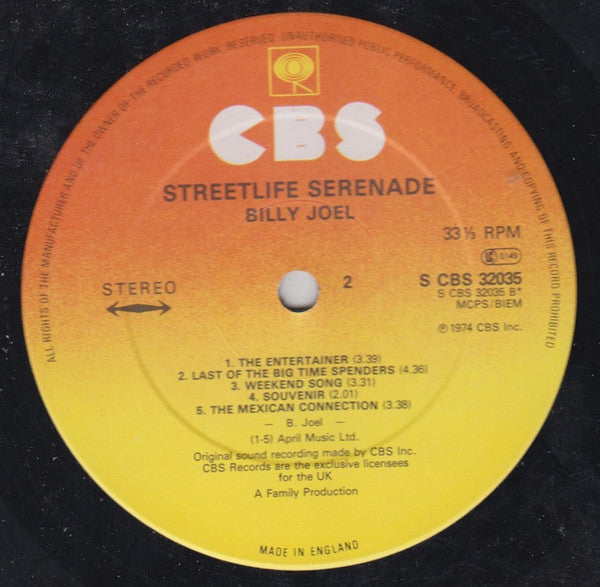 ALL RIGHTS OF THE MANUFACTURER AND OF THE OWNER OF THE RECORDED WORK RESERVED UNAUTHORISED PUBLIC PERFORMANCE BROADCASTING AND COPYING OF THIS RECORD PROHIBITED
CBS
STREETLIFE SERENADE
BILLY JOEL
33⅓ RPM
0149
STEREO
2
S CBS 32035
S CBS 32035 B*
MCPS/BIEM
℗ 1974 CBS Inc.
1. THE ENTERTAINER (3.39)
2. LAST OF THE BIG TIME SPENDERS (4.36)
3. WEEKEND SONG (3.31)
4. SOUVENIR (2.01)
5. THE MEXICAN CONNECTION (3.38)
— B. Joel —
(1-5) April Music Ltd.
Original sound recording made by CBS Inc.
CBS Records are the exclusive licensees
for the UK
A Family Production
MADE IN ENGLAND